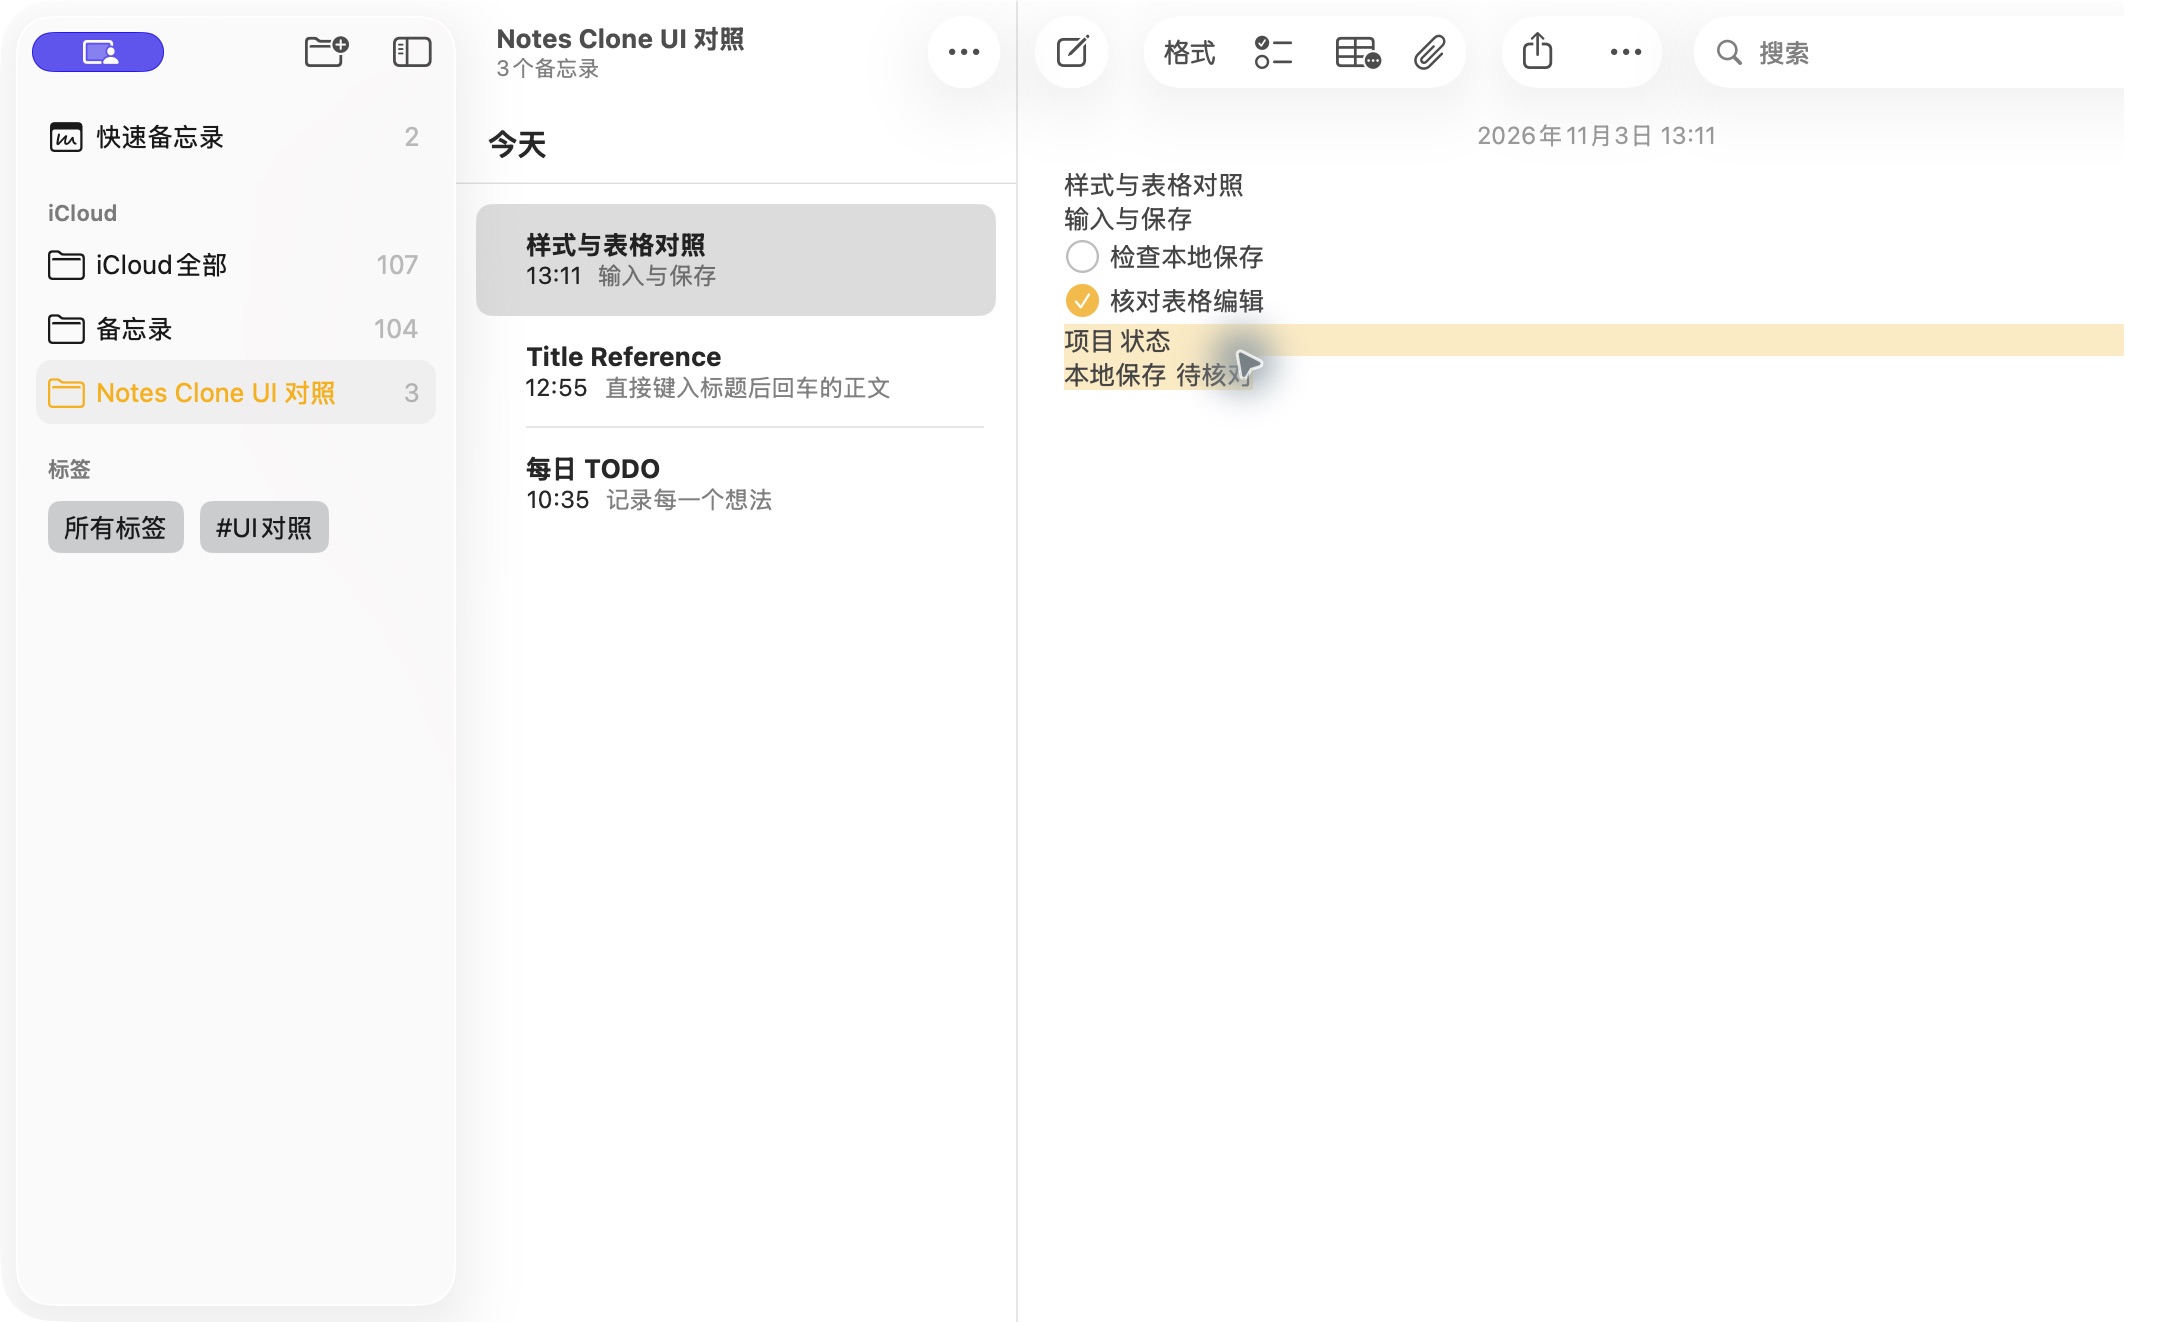 快速备忘录 2
iCloud
iCloud全部 107
备忘录 104
Notes Clone UI 对照 3
标签
所有标签 #UI对照
Notes Clone UI 对照
3个备忘录
今天
样式与表格对照
13:11 输入与保存
Title Reference
12:55 直接键入标题后回车的正文
每日 TODO
10:35 记录每一个想法
格式
搜索
2026年11月3日 13:11
样式与表格对照
输入与保存
检查本地保存
核对表格编辑
项目 状态
本地保存 待核对